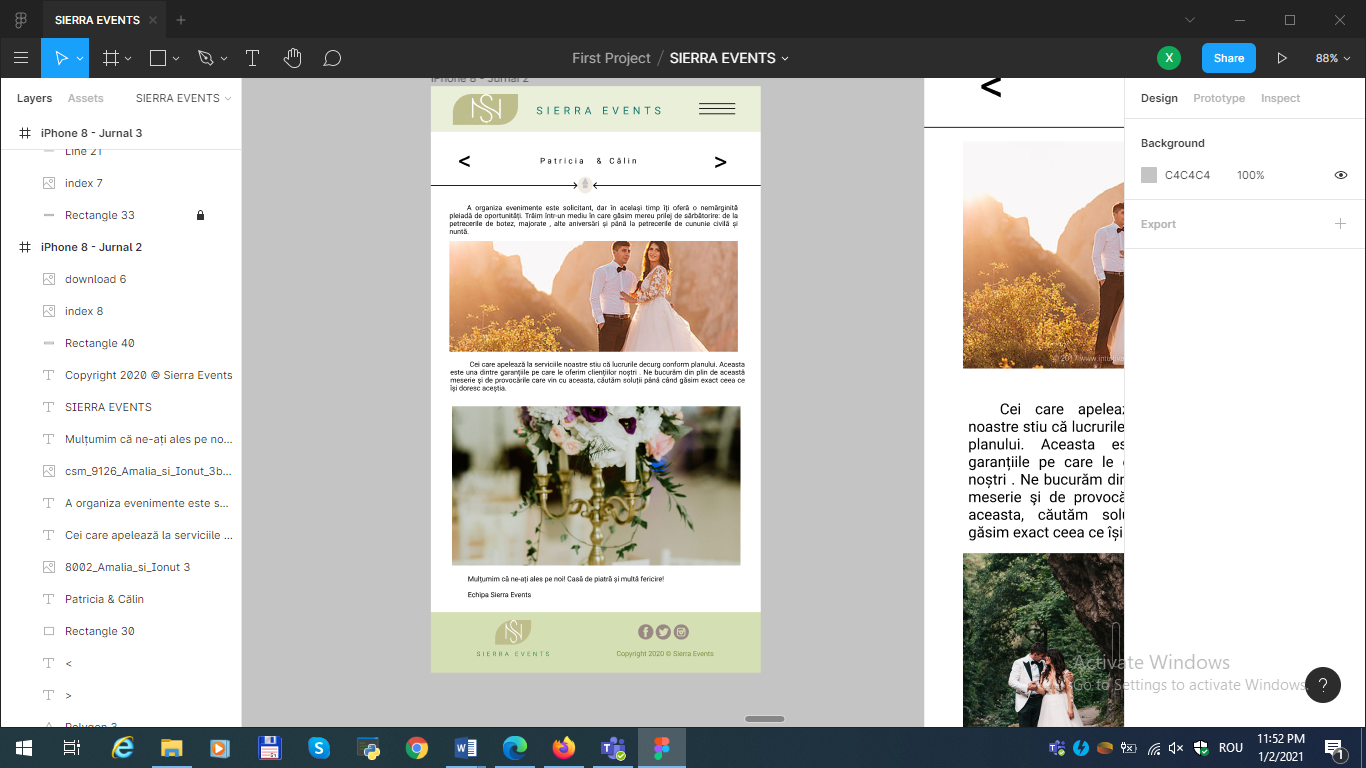 SIERRA EVENTS
First Project / SIERRA EVENTS
X
Share
88%
Layers
Assets
SIERRA EVENTS
Design
Prototype
Inspect
iPhone 8 - Jurnal 3
Line 21
index 7
Rectangle 33
iPhone 8 - Jurnal 2
download 6
index 8
Rectangle 40
Copyright 2020 © Sierra Events
SIERRA EVENTS
Mulțumim că ne-ați ales pe no...
csm_9126_Amalia_si_Ionut_3b...
A organiza evenimente este s...
Cei care apelează la serviciile ...
8002_Amalia_si_Ionut 3
Patricia & Călin
Rectangle 30
<
>
Polygon 3
iPhone 8 - Jurnal 2
SN
SIERRA EVENTS
< Patricia & Călin >
A organiza evenimente este solicitant, dar în același timp îți oferă o nemărginită
pleiadă de oportunități. Trăim într-un mediu în care găsim mereu prilej de sărbătorire: de la
petrecerile de botez, majorate , alte aniversări și până la petrecerile de cununie civilă și
nuntă.
Cei care apelează la serviciile noastre stiu că lucrurile decurg conform planului. Aceasta
este una dintre garanțiile pe care le oferim clienților noștri . Ne bucurăm din plin de această
meserie și de provocările care vin cu aceasta, căutăm soluții până când găsim exact ceea ce
își doresc aceștia.
Mulțumim că ne-ați ales pe noi! Casă de piatră și multă fericire!
Echipa Sierra Events
SN
SIERRA EVENTS
Copyright 2020 © Sierra Events
<
Cei care apeleaz
noastre stiu că lucrurile
planului. Aceasta es
garanțiile pe care le
noștri . Ne bucurăm din
meserie și de provocă
aceasta, căutăm solu
găsim exact ceea ce își
Background
C4C4C4
100%
Export
Activate Windows
Go to Settings to activate Windows.
?
ROU
11:52 PM
1/2/2021
1